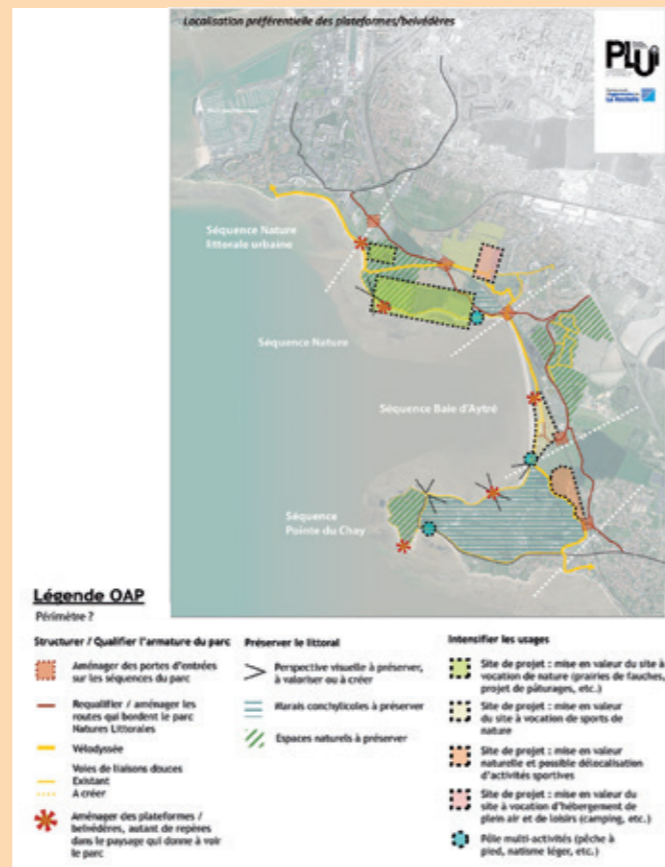 Localisation préférentielle des plateformes/belvédères
PLUi
La Rochelle
Séquence Nature
littorale urbaine
Séquence Nature
Séquence Baie d'Aytré
Séquence
Pointe du Chay
Légende OAP
Périmètre ?
Structurer / Qualifier l'armature du parc
Aménager des portes d'entrées
sur les séquences du parc
Requalifier / aménager les
routes qui bordent le parc
Natures Littorales
Vélodyssée
Voies de liaisons douces
Existant
A créer
Aménager des plateformes /
belvédères, autant de repères
dans le paysage qui donne à voir
le parc
Préserver le littoral
Perspective visuelle à préserver,
à valoriser ou à créer
Marais conchylicoles à préserver
Espaces naturels à préserver
Intensifier les usages
Site de projet : mise en valeur du site à
vocation de nature (prairies de fauches,
projet de pâturages, etc.)
Site de projet : mise en valeur
du site à vocation de sports de
nature
Site de projet : mise en valeur
naturelle et possible délocalisation
d'activités sportives
Site de projet : mise en valeur du
site à vocation d'hébergement de
plein air et de loisirs (camping, etc.)
Pôle multi-activités (pêche à
pied, natisme léger, etc.)